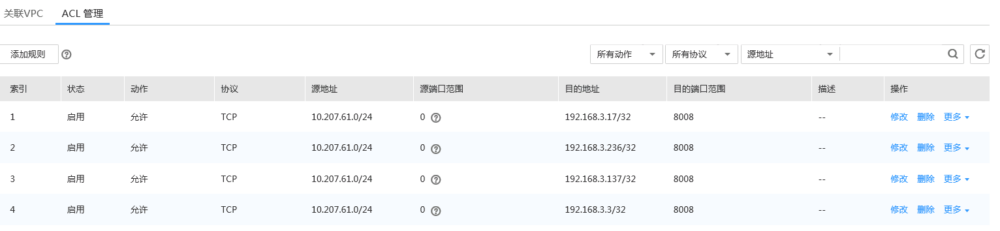 关联VPC ACL 管理
添加规则 所有动作 所有协议 源地址
索引 状态 动作 协议 源地址 源端口范围 目的地址 目的端口范围 描述 操作
1 启用 允许 TCP 10.207.61.0/24 0 192.168.3.17/32 8008 -- 修改 删除 更多
2 启用 允许 TCP 10.207.61.0/24 0 192.168.3.236/32 8008 -- 修改 删除 更多
3 启用 允许 TCP 10.207.61.0/24 0 192.168.3.137/32 8008 -- 修改 删除 更多
4 启用 允许 TCP 10.207.61.0/24 0 192.168.3.3/32 8008 -- 修改 删除 更多